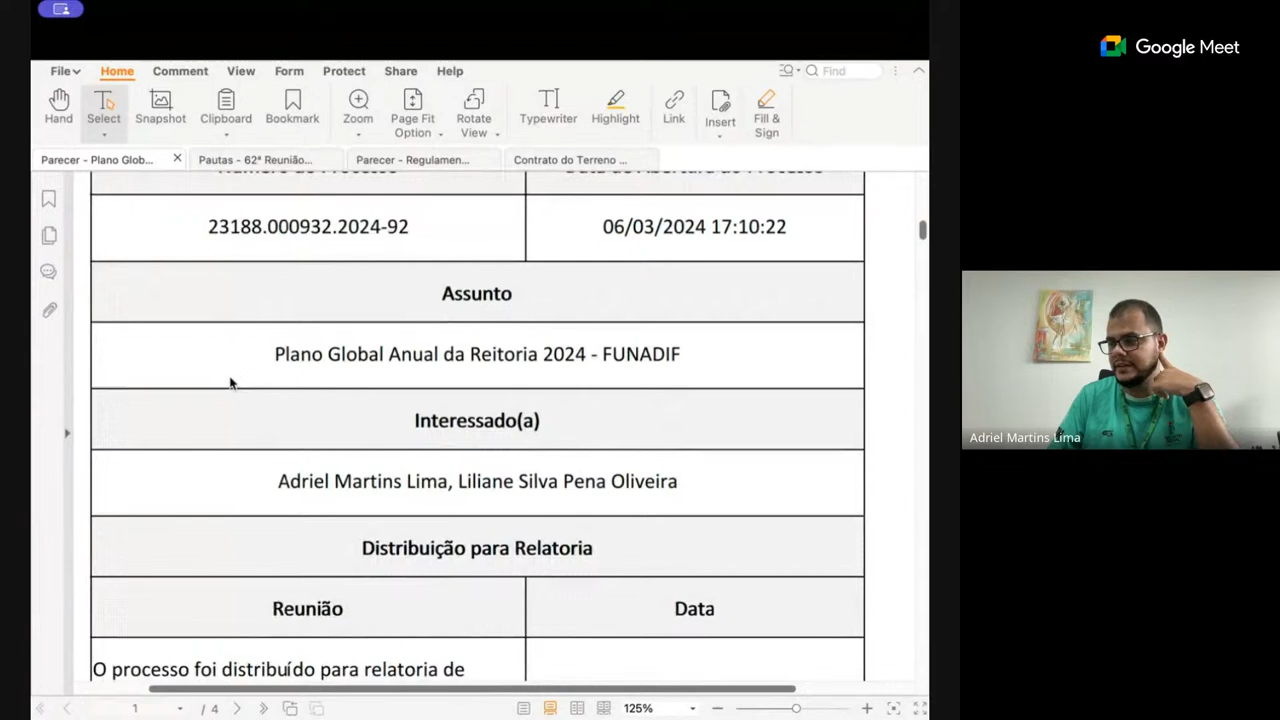 Google Meet
File Home Comment View Form Protect Share Help Find
Hand Select Snapshot Clipboard Bookmark Zoom Page Fit Option Rotate View Typewriter Highlight Link Insert Fill & Sign
Parecer - Plano Glob... Pautas - 62ª Reunião... Parecer - Regulamen... Contrato do Terreno ...
23188.000932.2024-92 06/03/2024 17:10:22
Assunto
Plano Global Anual da Reitoria 2024 - FUNADIF
Interessado(a)
Adriel Martins Lima, Liliane Silva Pena Oliveira
Distribuição para Relatoria
Reunião Data
O processo foi distribuído para relatoria de
1 / 4 125%
Adriel Martins Lima